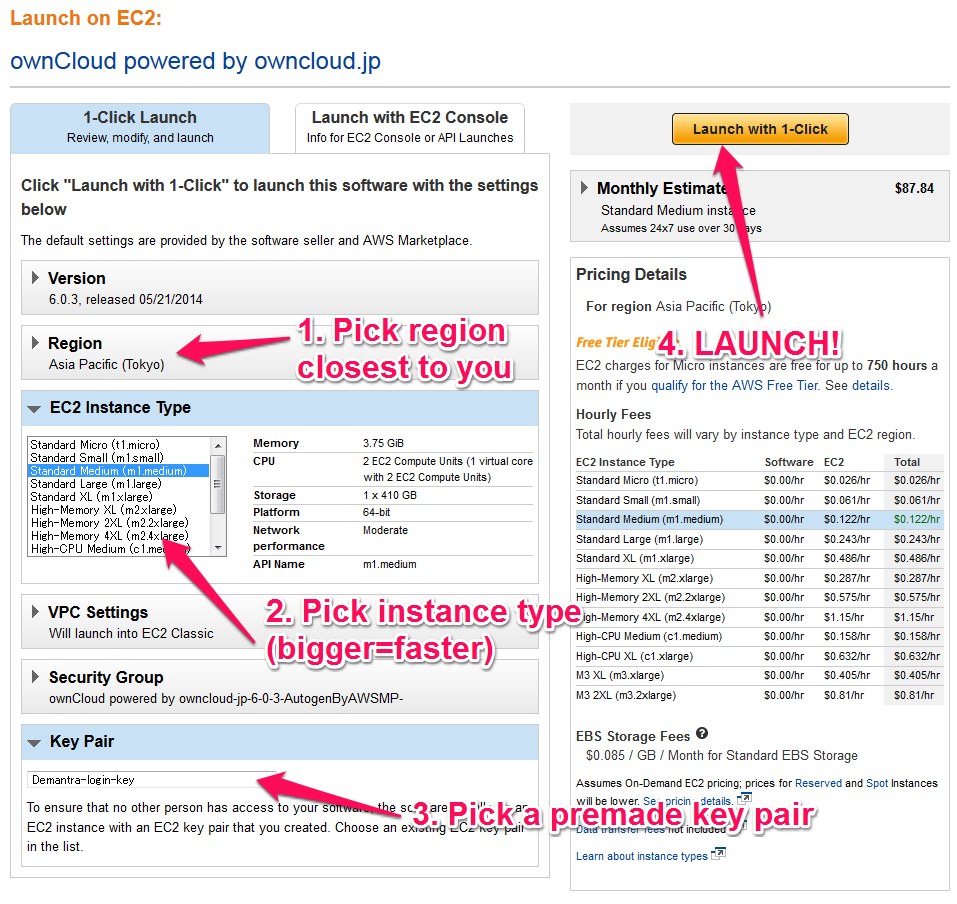 Launch on EC2:
ownCloud powered by owncloud.jp
1-Click Launch
Review, modify, and launch
Launch with EC2 Console
Info for EC2 Console or API Launches
Click "Launch with 1-Click" to launch this software with the settings
below
The default settings are provided by the software seller and AWS Marketplace.
Version
6.0.3, released 05/21/2014
Region
Asia Pacific (Tokyo)
1. Pick region
closest to you
EC2 Instance Type
Standard Micro (t1.micro)
Standard Small (m1.small)
Standard Medium (m1.medium)
Standard Large (m1.large)
Standard XL (m1.xlarge)
High-Memory XL (m2.xlarge)
High-Memory 2XL (m2.2xlarge)
High-Memory 4XL (m2.4xlarge)
High-CPU Medium (c1.medium)
Memory 3.75 GiB
CPU 2 EC2 Compute Units (1 virtual core
with 2 EC2 Compute Units)
Storage 1 x 410 GB
Platform 64-bit
Network Moderate
performance
API Name m1.medium
2. Pick instance type
(bigger=faster)
VPC Settings
Will launch into EC2 Classic
Security Group
ownCloud powered by owncloud-jp-6-0-3-AutogenByAWSMP-
Key Pair
Demantra-login-key
3. Pick a premade key pair
To ensure that no other person has access to your software, the
EC2 instance with an EC2 key pair that you created. Choose an existing EC2 key pair
in the list.
Launch with 1-Click
Monthly Estimate $87.84
Standard Medium instance
Assumes 24x7 use over 30 days
Pricing Details
For region Asia Pacific (Tokyo)
Free Tier
4. LAUNCH!
EC2 charges for Micro instances are free for up to 750 hours a
month if you qualify for the AWS Free Tier. See details.
Hourly Fees
Total hourly fees will vary by instance type and EC2 region.
EC2 Instance Type Software EC2 Total
Standard Micro (t1.micro) $0.00/hr $0.026/hr $0.026/hr
Standard Small (m1.small) $0.00/hr $0.061/hr $0.061/hr
Standard Medium (m1.medium) $0.00/hr $0.122/hr $0.122/hr
Standard Large (m1.large) $0.00/hr $0.243/hr $0.243/hr
Standard XL (m1.xlarge) $0.00/hr $0.486/hr $0.486/hr
High-Memory XL (m2.xlarge) $0.00/hr $0.287/hr $0.287/hr
High-Memory 2XL (m2.2xlarge) $0.00/hr $0.575/hr $0.575/hr
High-Memory 4XL (m2.4xlarge) $0.00/hr $1.15/hr $1.15/hr
High-CPU Medium (c1.medium) $0.00/hr $0.158/hr $0.158/hr
High-CPU XL (c1.xlarge) $0.00/hr $0.632/hr $0.632/hr
M3 XL (m3.xlarge) $0.00/hr $0.405/hr $0.405/hr
M3 2XL (m3.2xlarge) $0.00/hr $0.81/hr $0.81/hr
EBS Storage Fees
$0.085 / GB / Month for Standard EBS Storage
Assumes On-Demand EC2 pricing; prices for Reserved and Spot Instances
will be lower. See pricing details.
Data transfer fees not included
Learn about instance types